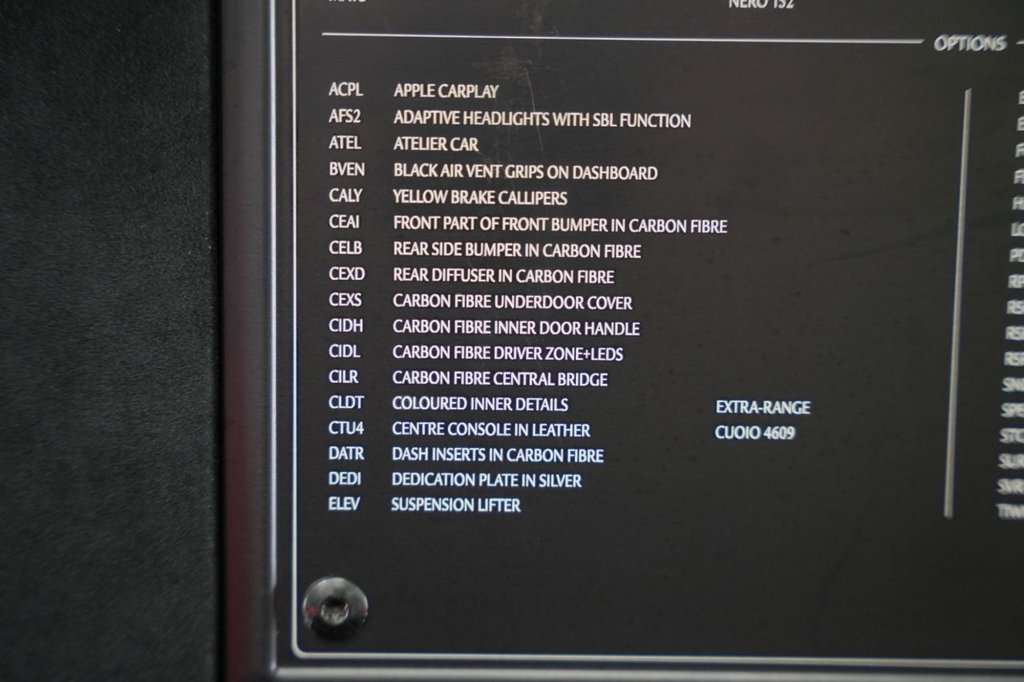 NERO 132
OPTIONS
ACPL APPLE CARPLAY
AFS2 ADAPTIVE HEADLIGHTS WITH SBL FUNCTION
ATEL ATELIER CAR
BVEN BLACK AIR VENT GRIPS ON DASHBOARD
CALY YELLOW BRAKE CALLIPERS
CEAI FRONT PART OF FRONT BUMPER IN CARBON FIBRE
CELB REAR SIDE BUMPER IN CARBON FIBRE
CEXD REAR DIFFUSER IN CARBON FIBRE
CEXS CARBON FIBRE UNDERDOOR COVER
CIDH CARBON FIBRE INNER DOOR HANDLE
CIDL CARBON FIBRE DRIVER ZONE+LEDS
CILR CARBON FIBRE CENTRAL BRIDGE
CLDT COLOURED INNER DETAILS EXTRA-RANGE
CTU4 CENTRE CONSOLE IN LEATHER CUOIO 4609
DATR DASH INSERTS IN CARBON FIBRE
DEDI DEDICATION PLATE IN SILVER
ELEV SUSPENSION LIFTER